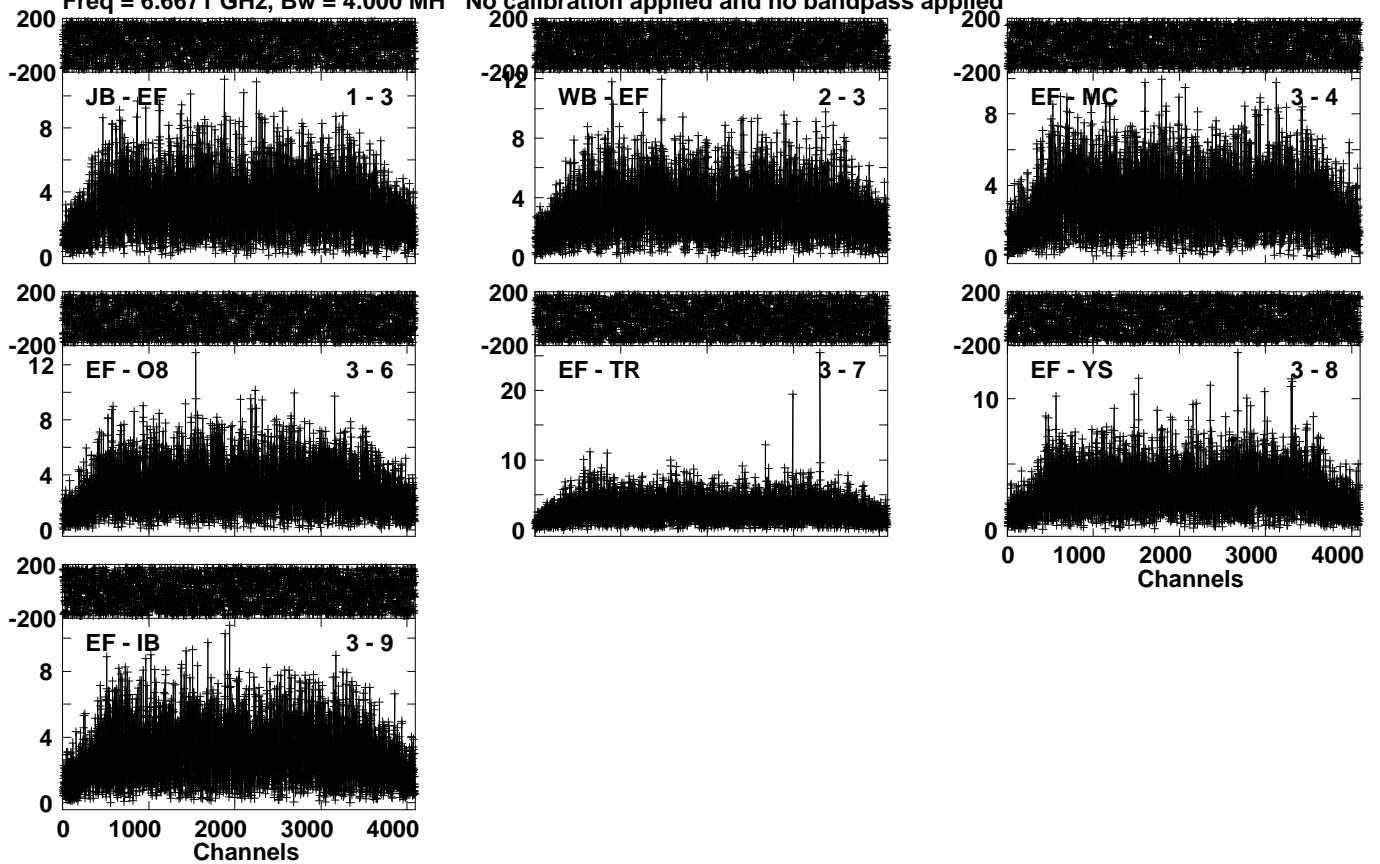 Freq = 6.6671 GHz, Bw = 4.000 MH No calibration applied and no bandpass applied
200 200 200
-200 -200 -200
12
JB - EF 1 - 3 WB - EF 2 - 3 EF - MC 3 - 4
8 8 8
4 4 4
0 0 0
200 200 200
-200 -200 -200
EF - O8 3 - 6 EF - TR 3 - 7 EF - YS 3 - 8
12 20 10
8 10
4
0 0 0
0 1000 2000 3000 4000
Channels
200
-200
EF - IB 3 - 9
8
4
0
0 1000 2000 3000 4000
Channels